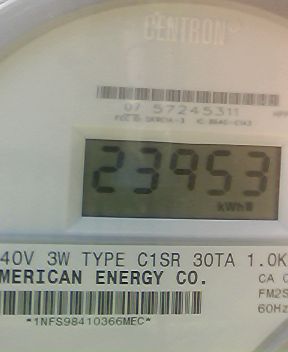 CENTRON
07 57245311
23953
kWh
40V 3W TYPE C1SR 30TA 1.0K
MERICAN ENERGY CO.
CA
FM2S
60Hz
*1NFS98410366MEC*